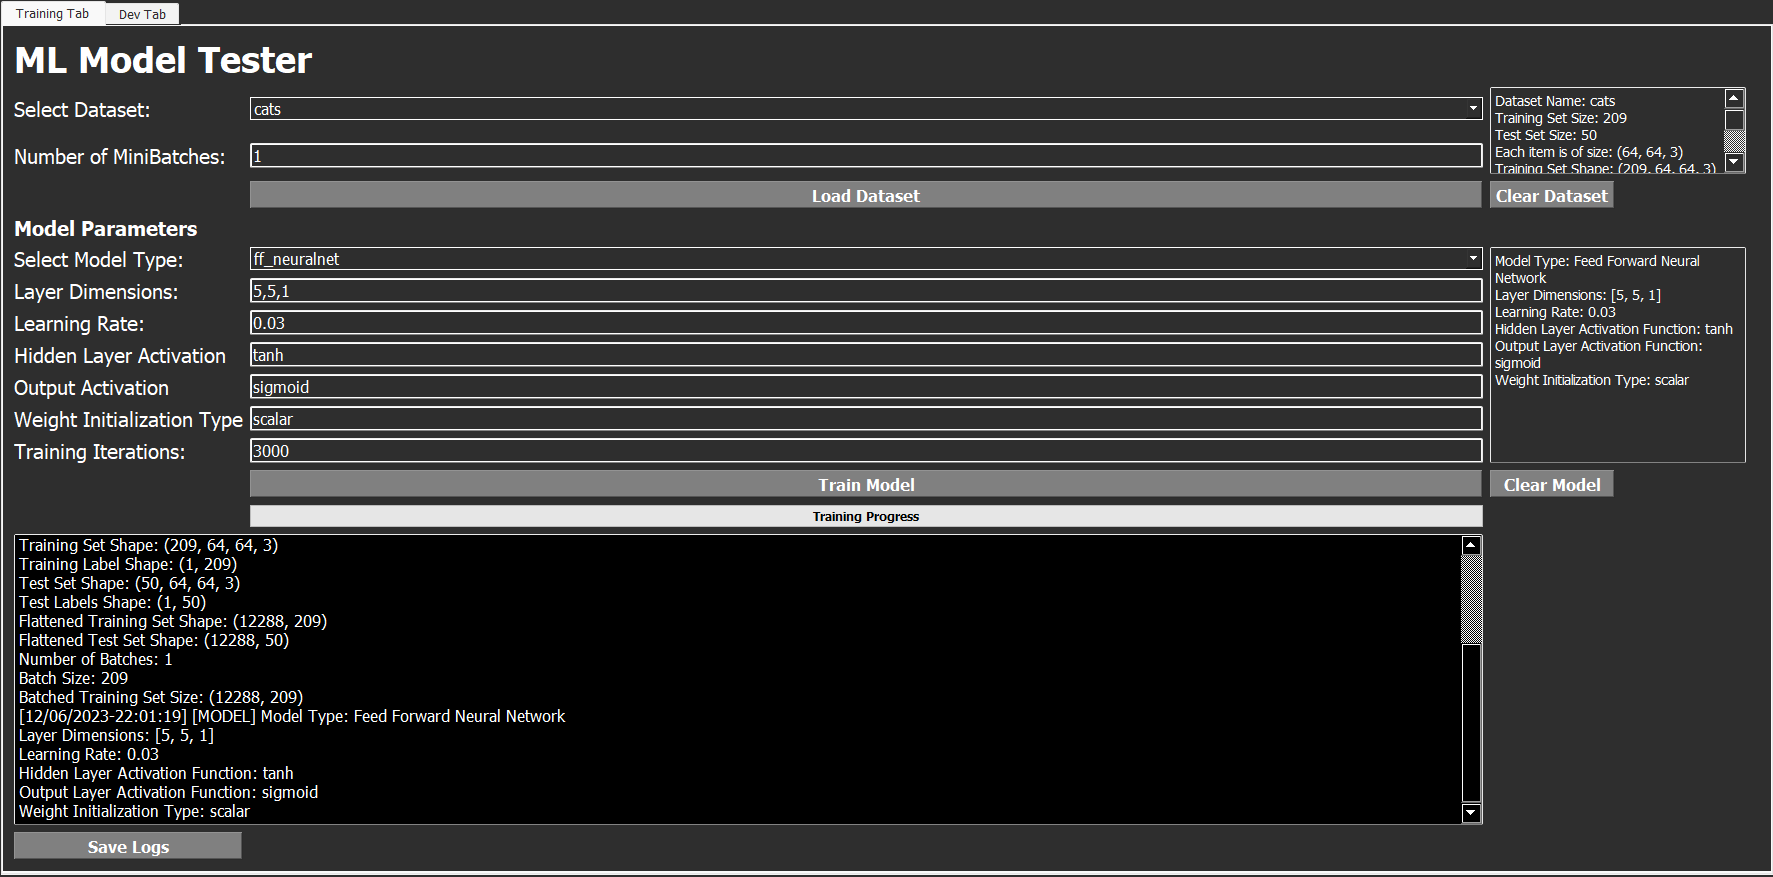 Training Tab
Dev Tab
ML Model Tester
Select Dataset:
cats
Number of MiniBatches:
1
Load Dataset
Dataset Name: cats
Training Set Size: 209
Test Set Size: 50
Each item is of size: (64, 64, 3)
Training Set Shape: (209, 64, 64, 3)
Clear Dataset
Model Parameters
Select Model Type:
ff_neuralnet
Layer Dimensions:
5,5,1
Learning Rate:
0.03
Hidden Layer Activation
tanh
Output Activation
sigmoid
Weight Initialization Type
scalar
Training Iterations:
3000
Model Type: Feed Forward Neural
Network
Layer Dimensions: [5, 5, 1]
Learning Rate: 0.03
Hidden Layer Activation Function: tanh
Output Layer Activation Function:
sigmoid
Weight Initialization Type: scalar
Train Model
Clear Model
Training Progress
Training Set Shape: (209, 64, 64, 3)
Training Label Shape: (1, 209)
Test Set Shape: (50, 64, 64, 3)
Test Labels Shape: (1, 50)
Flattened Training Set Shape: (12288, 209)
Flattened Test Set Shape: (12288, 50)
Number of Batches: 1
Batch Size: 209
Batched Training Set Size: (12288, 209)
[12/06/2023-22:01:19] [MODEL] Model Type: Feed Forward Neural Network
Layer Dimensions: [5, 5, 1]
Learning Rate: 0.03
Hidden Layer Activation Function: tanh
Output Layer Activation Function: sigmoid
Weight Initialization Type: scalar
Save Logs